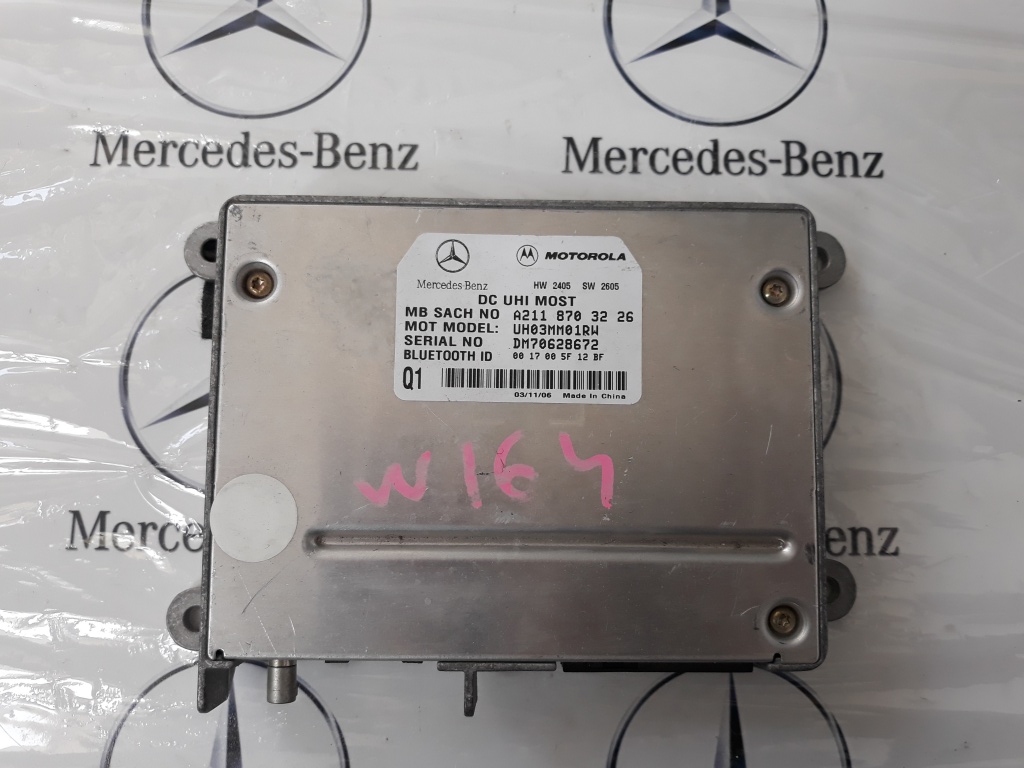 Mercedes-Benz Mercedes-Benz
MOTOROLA
Mercedes-Benz HW 2405 SW 2605
DC UHI MOST
MB SACH NO A211 870 32 26
MOT MODEL: UH03MM01RW
SERIAL NO DM70628672
BLUETOOTH ID 00 17 00 5F 12 BF
Q1
03/11/06 Made In China
W164
Merce nz